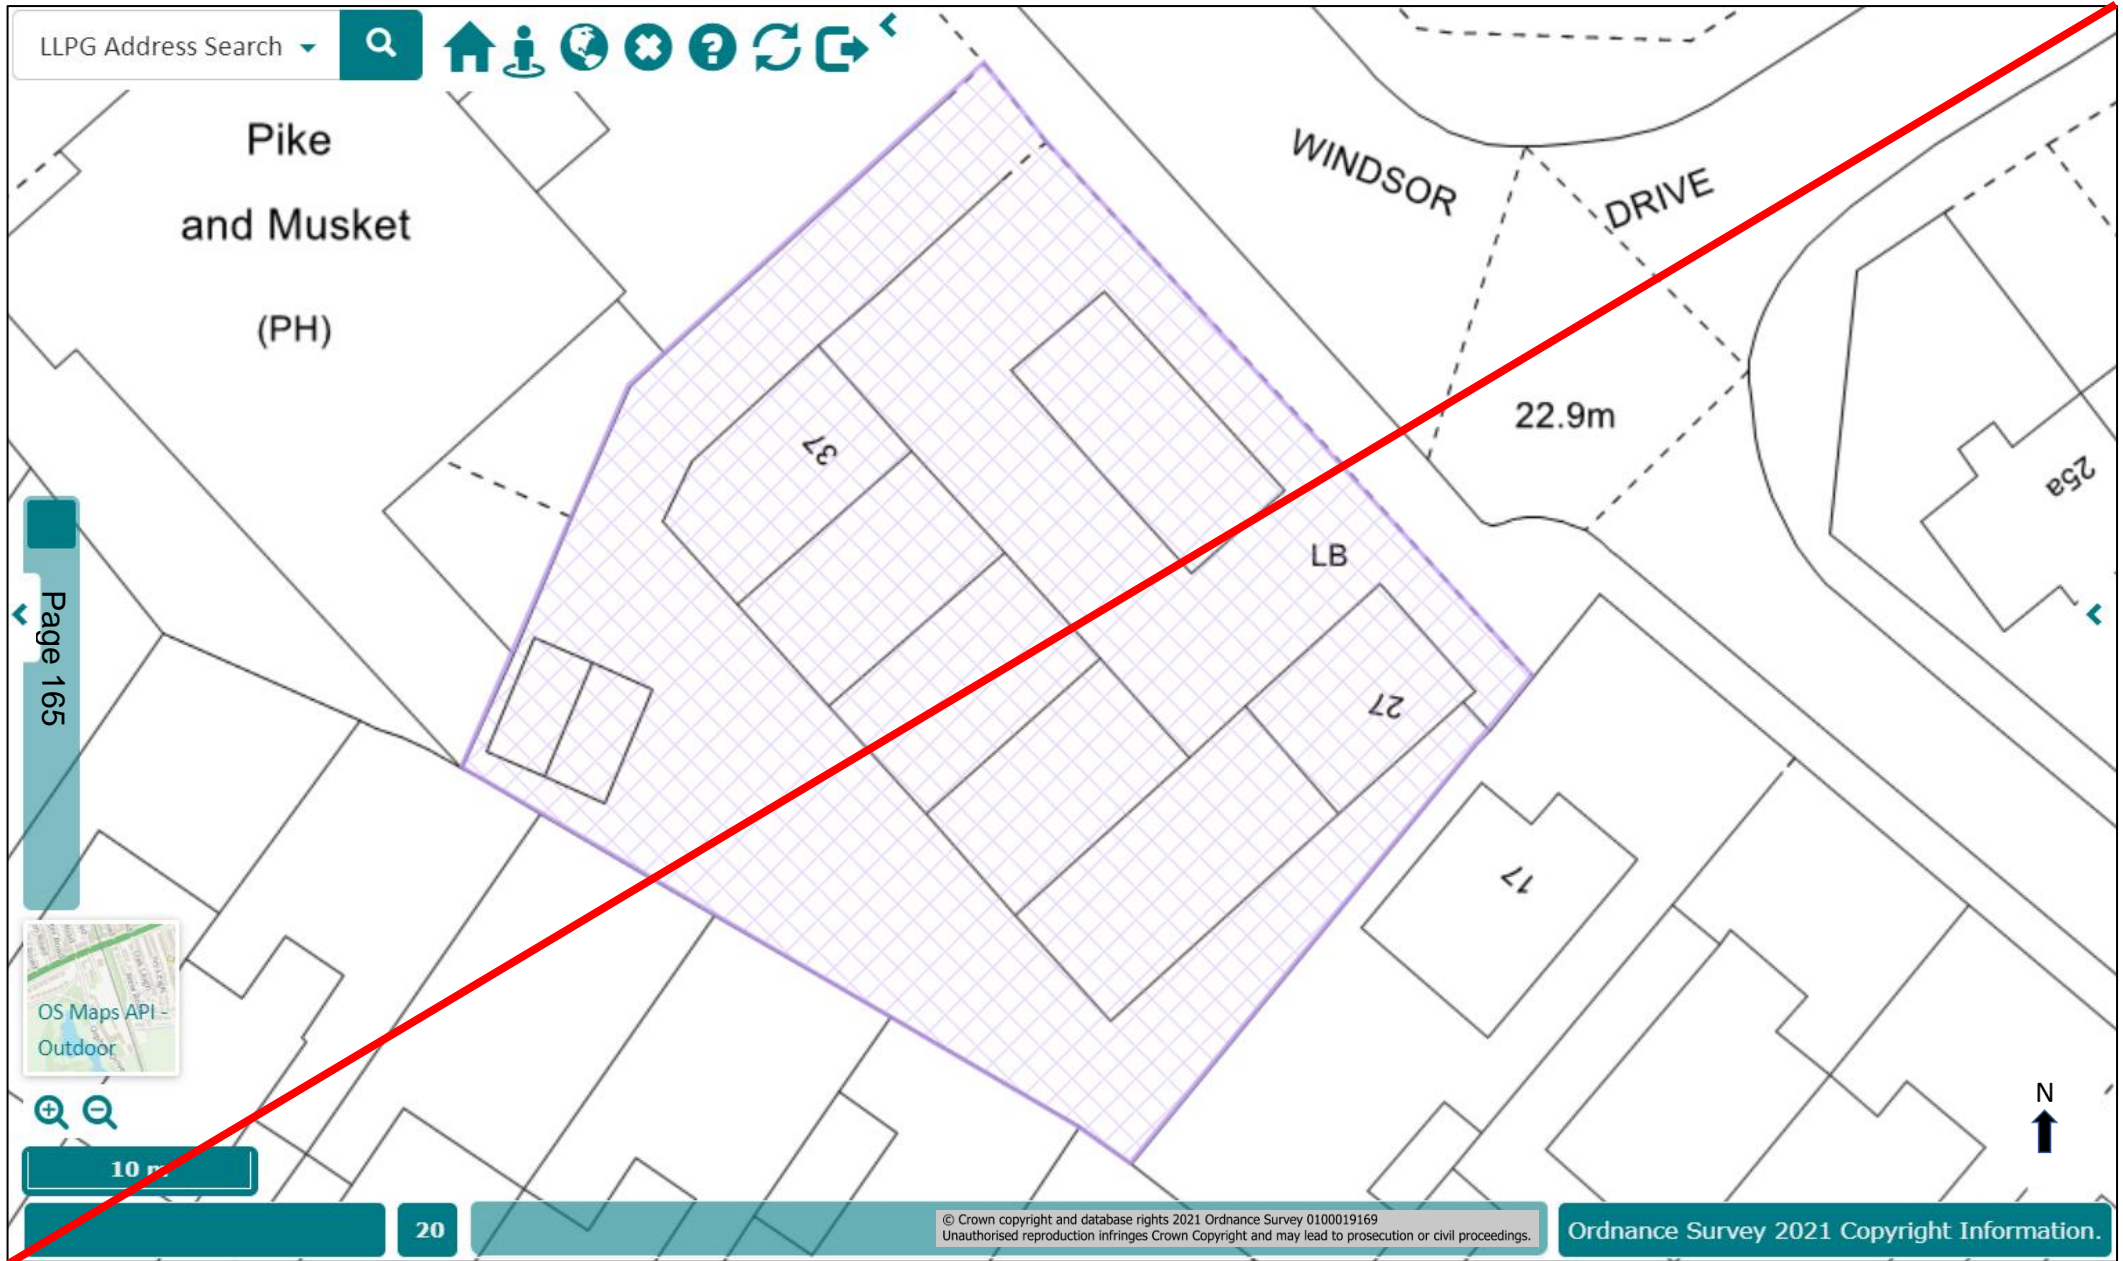 LLPG Address Search
Pike
and Musket
(PH)
WINDSOR
DRIVE
22.9m
37
25a
LB
27
17
Page 165
OS Maps API -
Outdoor
N
10 m
20
© Crown copyright and database rights 2021 Ordnance Survey 0100019169
Unauthorised reproduction infringes Crown Copyright and may lead to prosecution or civil proceedings.
Ordnance Survey 2021 Copyright Information.